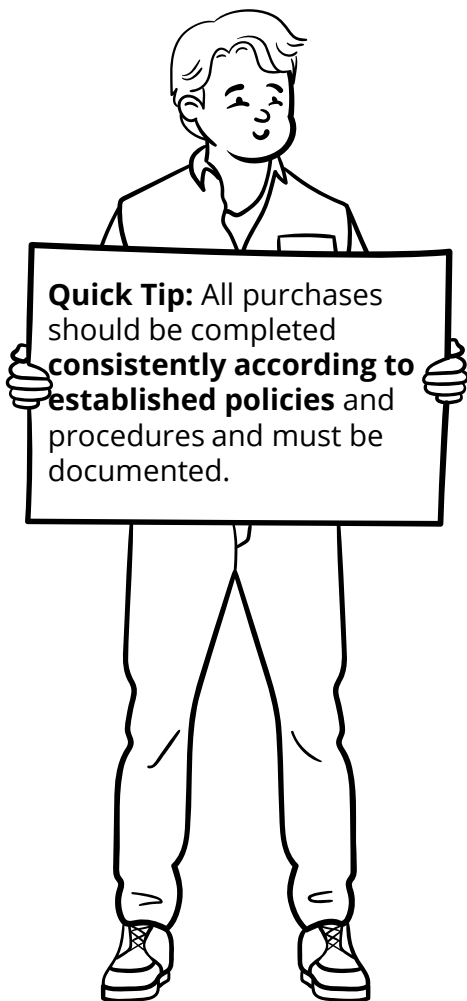 Quick Tip: All purchases
should be completed
consistently according to
established policies and
procedures and must be
documented.